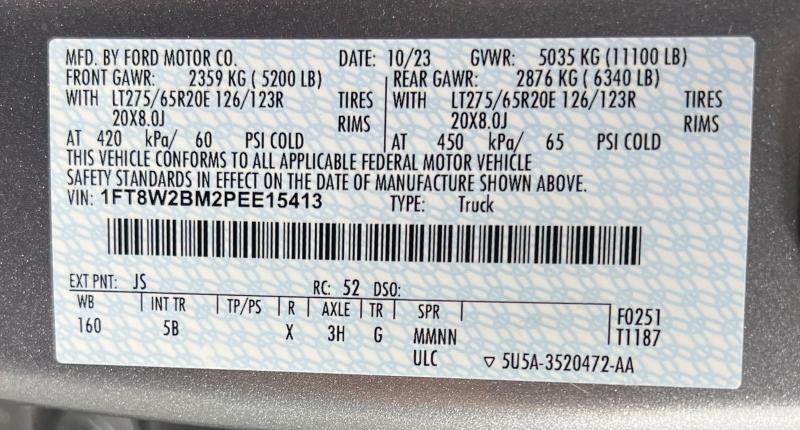 MFD. BY FORD MOTOR CO. DATE: 10/23 GVWR: 5035 KG (11100 LB)
FRONT GAWR: 2359 KG ( 5200 LB) REAR GAWR: 2876 KG ( 6340 LB)
WITH LT275/65R20E 126/123R TIRES WITH LT275/65R20E 126/123R TIRES
20X8.0J RIMS 20X8.0J RIMS
AT 420 kPa/ 60 PSI COLD AT 450 kPa/ 65 PSI COLD
THIS VEHICLE CONFORMS TO ALL APPLICABLE FEDERAL MOTOR VEHICLE
SAFETY STANDARDS IN EFFECT ON THE DATE OF MANUFACTURE SHOWN ABOVE.
VIN: 1FT8W2BM2PEE15413 TYPE: Truck
EXT PNT: JS RC: 52 DSO:
WB INT TR TP/PS R AXLE TR SPR F0251
160 5B X 3H G MMNN T1187
ULC ▽ 5U5A-3520472-AA